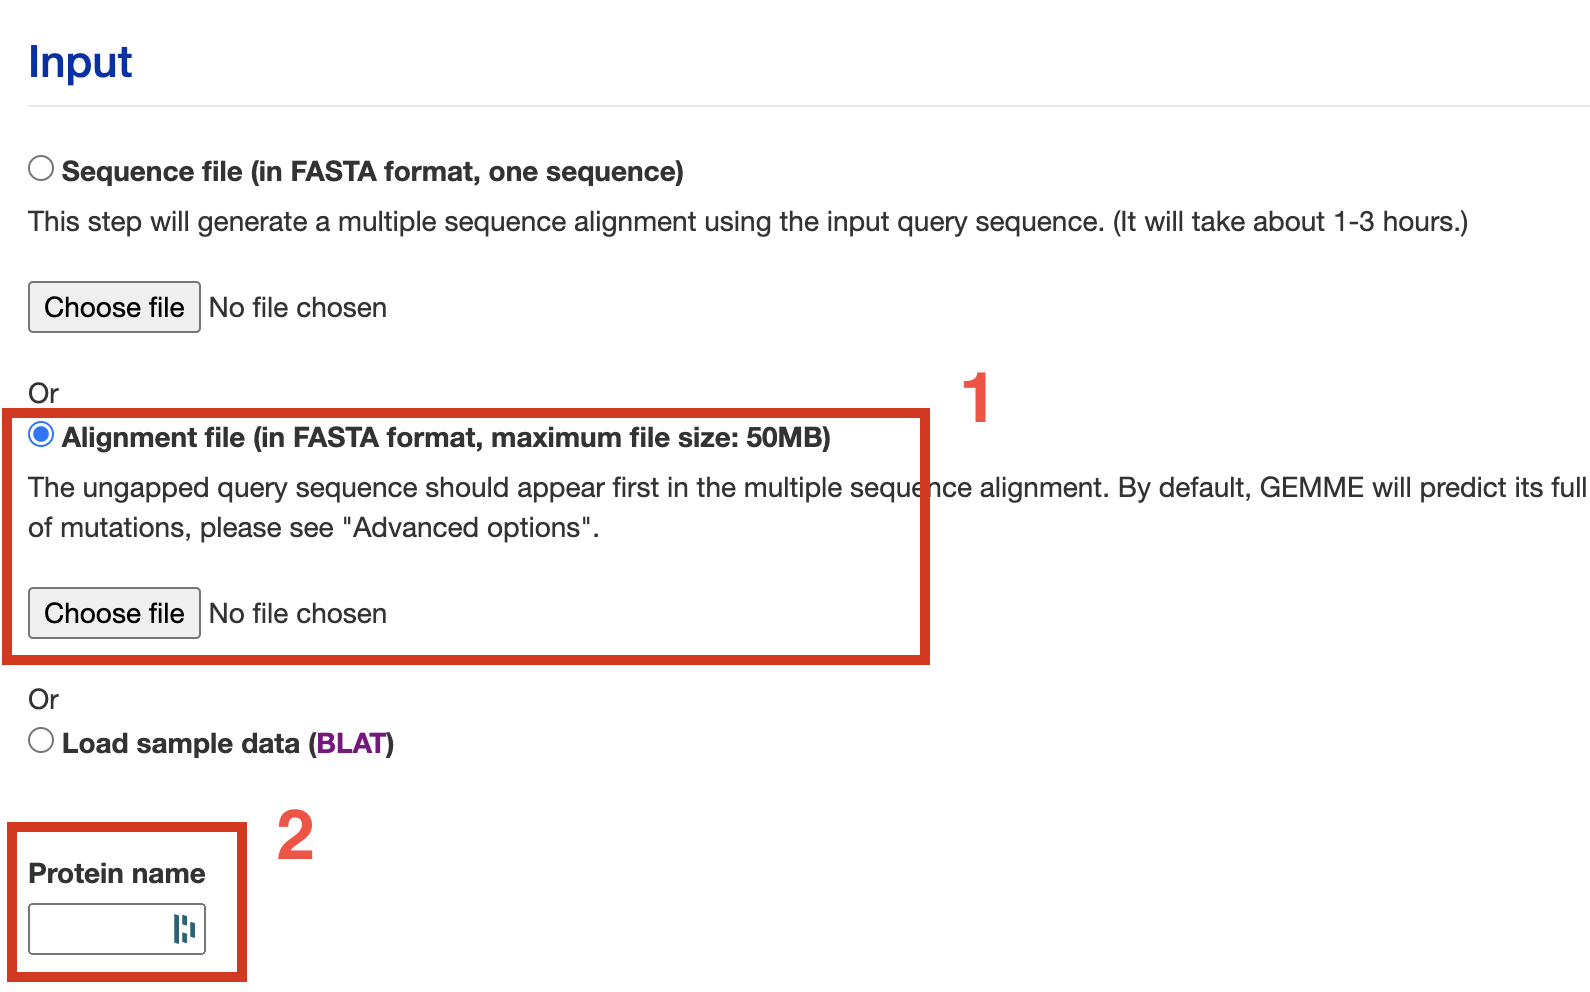 Input
Sequence file (in FASTA format, one sequence)
This step will generate a multiple sequence alignment using the input query sequence. (It will take about 1-3 hours.)
Choose file No file chosen
Or
1
Alignment file (in FASTA format, maximum file size: 50MB)
The ungapped query sequence should appear first in the multiple sequence alignment. By default, GEMME will predict its full
of mutations, please see "Advanced options".
Choose file No file chosen
Or
Load sample data (BLAT)
2
Protein name